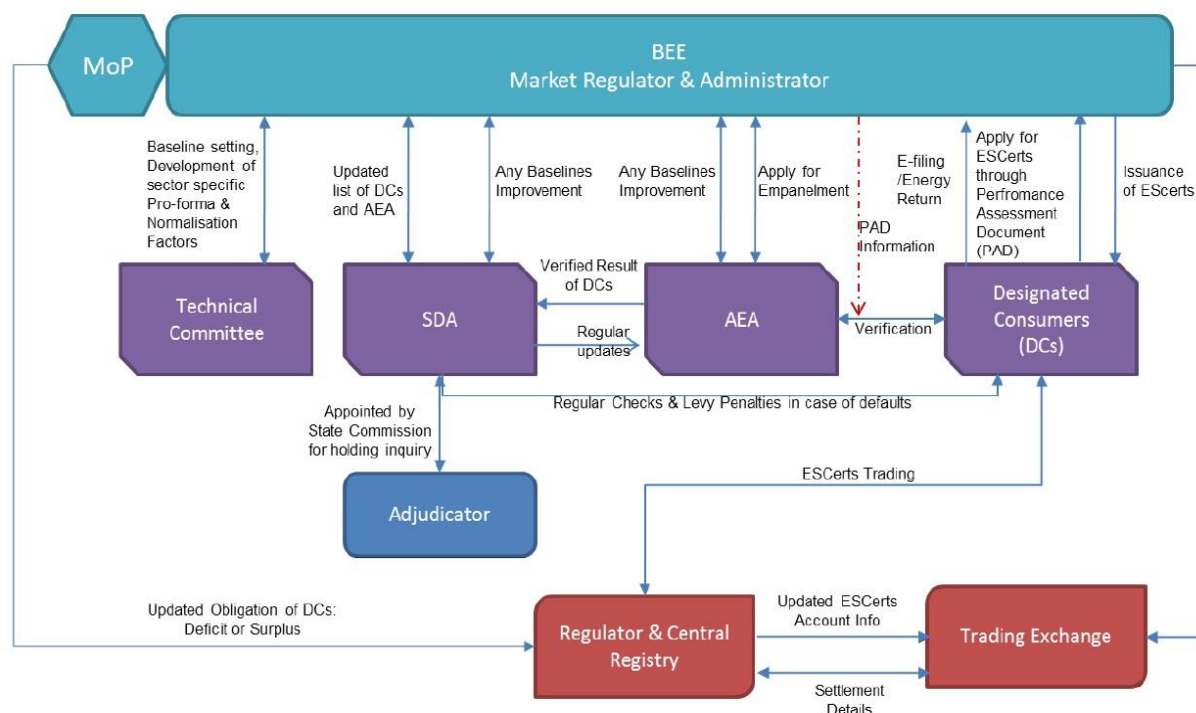 MoP
BEE
Market Regulator & Administrator
Baseline setting,
Development of
sector specific
Pro-forma &
Normalisation
Factors
Updated
list of DCs
and AEA
Any Baselines
Improvement
Any Baselines
Improvement
Apply for
Empanelment
PAD
Information
E-filing
/Energy
Return
Apply for
ESCerts
through
Perfromance
Assessment
Document
(PAD)
Issuance
of EScerts
Technical
Committee
SDA
Verified Result
of DCs
Regular
updates
AEA
Verification
Designated
Consumers
(DCs)
Regular Checks & Levy Penalties in case of defaults
Appointed by
State Commission
for holding inquiry
Adjudicator
ESCerts Trading
Updated Obligation of DCs:
Deficit or Surplus
Regulator & Central
Registry
Updated ESCerts
Account Info
Settlement
Details
Trading Exchange